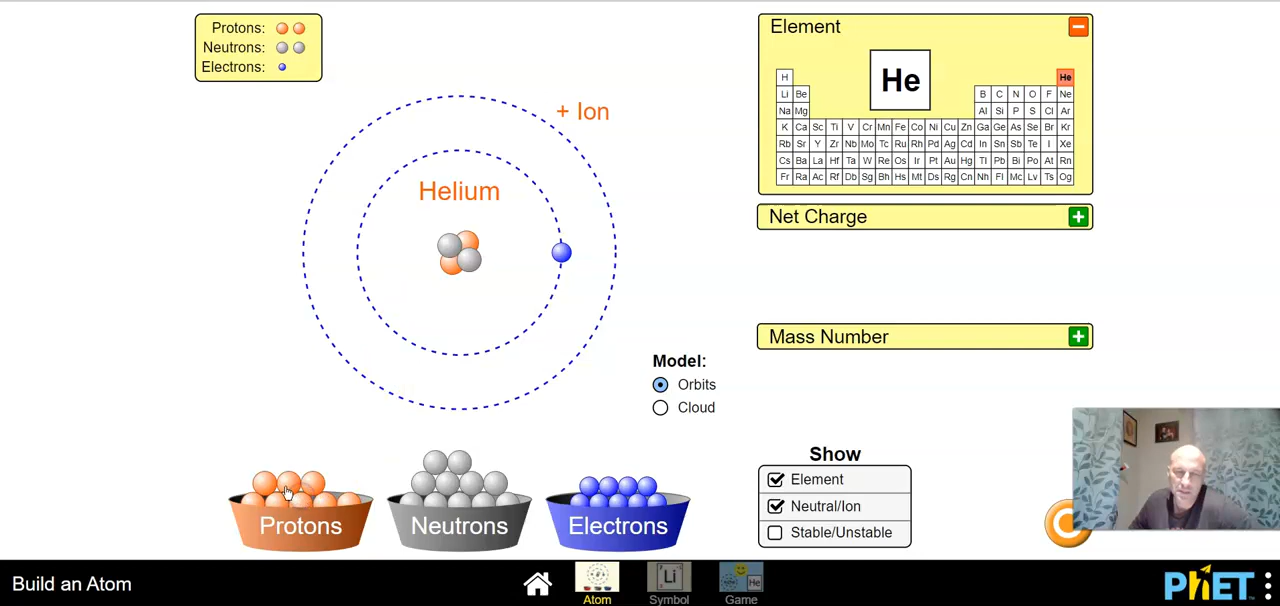 Protons:
Neutrons:
Electrons:
+ Ion
Helium
Element
He
H He
Li Be B C N O F Ne
Na Mg Al Si P S Cl Ar
K Ca Sc Ti V Cr Mn Fe Co Ni Cu Zn Ga Ge As Se Br Kr
Rb Sr Y Zr Nb Mo Tc Ru Rh Pd Ag Cd In Sn Sb Te I Xe
Cs Ba La Hf Ta W Re Os Ir Pt Au Hg Tl Pb Bi Po At Rn
Fr Ra Ac Rf Db Sg Bh Hs Mt Ds Rg Cn Nh Fl Mc Lv Ts Og
Net Charge
Mass Number
Model:
Orbits
Cloud
Show
Element
Neutral/Ion
Stable/Unstable
Protons
Neutrons
Electrons
Build an Atom
Atom
Li
Symbol
He
Game
PhET